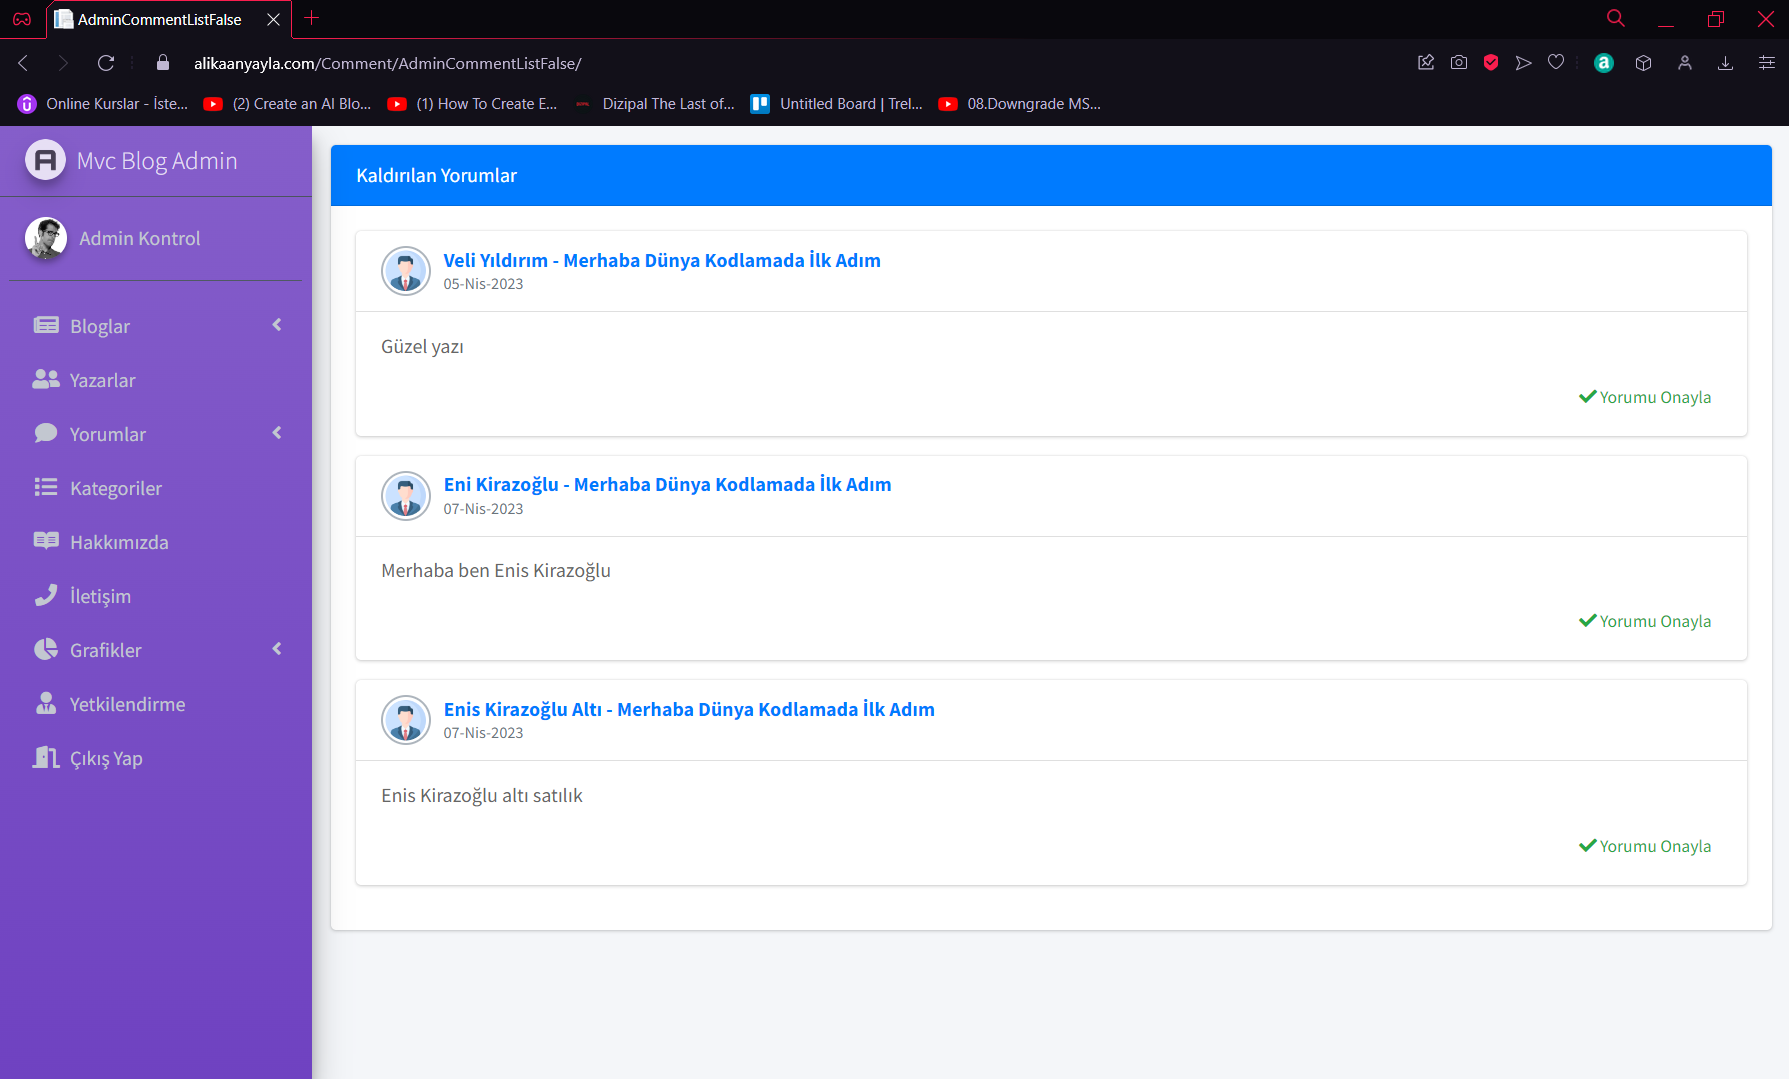 AdminCommentListFalse
alikaanyayla.com/Comment/AdminCommentListFalse/
Online Kurslar - İste...
(2) Create an AI Blo...
(1) How To Create E...
Dizipal The Last of...
Untitled Board | Trel...
08.Downgrade MS...
Mvc Blog Admin
Admin Kontrol
Bloglar
Yazarlar
Yorumlar
Kategoriler
Hakkımızda
İletişim
Grafikler
Yetkilendirme
Çıkış Yap
Kaldırılan Yorumlar
Veli Yıldırım - Merhaba Dünya Kodlamada İlk Adım
05-Nis-2023
Güzel yazı
Yorumu Onayla
Eni Kirazoğlu - Merhaba Dünya Kodlamada İlk Adım
07-Nis-2023
Merhaba ben Enis Kirazoğlu
Yorumu Onayla
Enis Kirazoğlu Altı - Merhaba Dünya Kodlamada İlk Adım
07-Nis-2023
Enis Kirazoğlu altı satılık
Yorumu Onayla